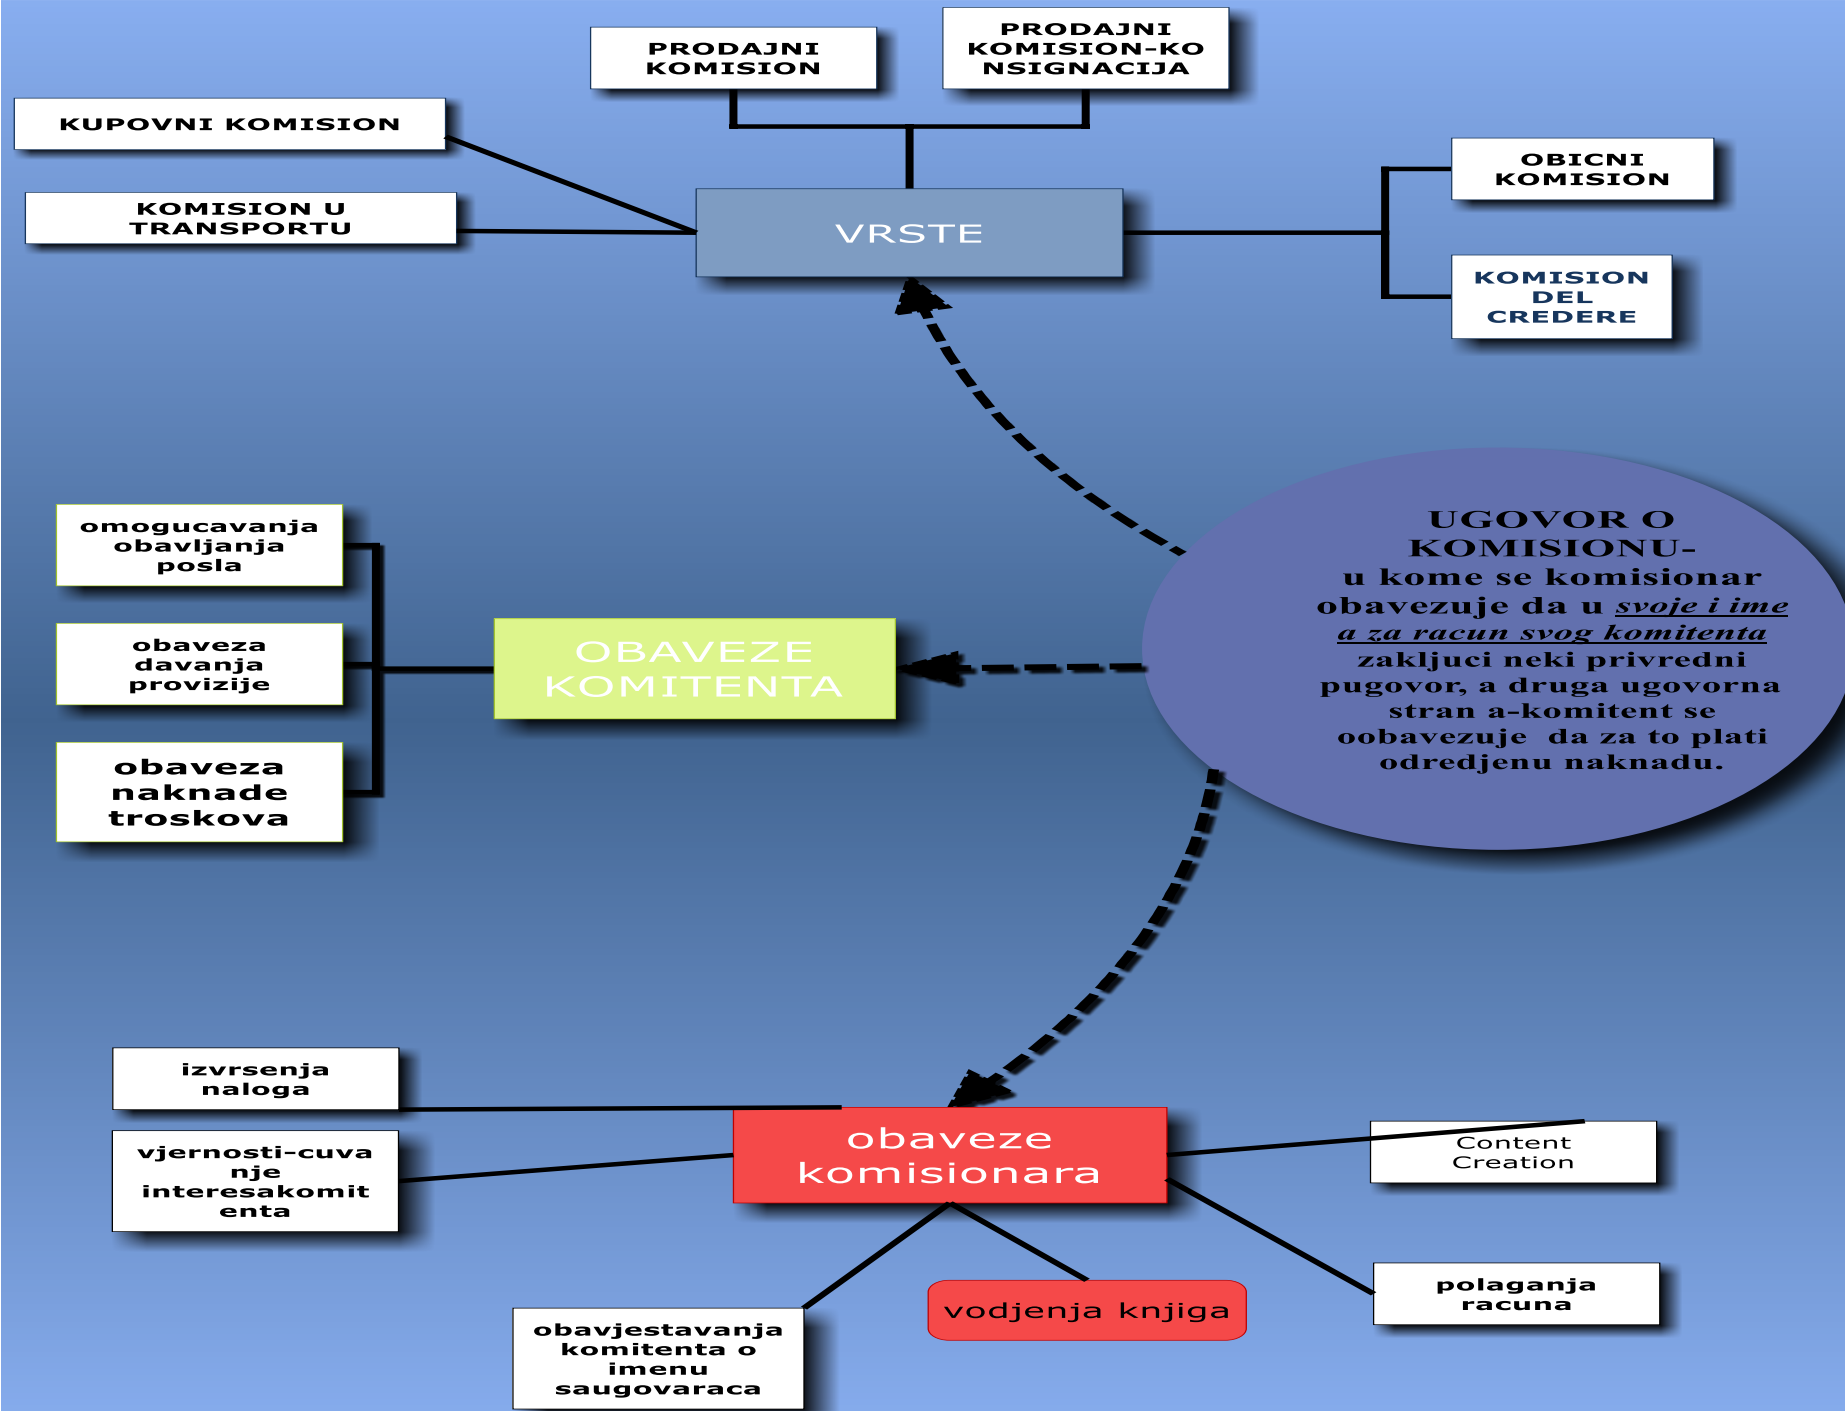 PRODAJNI
KOMISION
PRODAJNI
KOMISION-KO
NSIGNACIJA
KUPOVNI KOMISION
KOMISION U
TRANSPORTU
VRSTE
OBICNI
KOMISION
KOMISION
DEL
CREDERE
UGOVOR O
KOMISIONU-
u kome se komisionar
obavezuje da u svoje i ime
a za racun svog komitenta
zakljuci neki privredni
pugovor, a druga ugovorna
stran a-komitent se
oobavezuje  da za to plati
odredjenu naknadu.
omogucavanja
obavljanja
posla
obaveza
davanja
provizije
obaveza
naknade
troskova
OBAVEZE
KOMITENTA
izvrsenja
naloga
vjernosti-cuva
nje
interesakomit
enta
obaveze
komisionara
Content
Creation
polaganja
racuna
vodjenja knjiga
obavjestavanja
komitenta o
imenu
saugovaraca